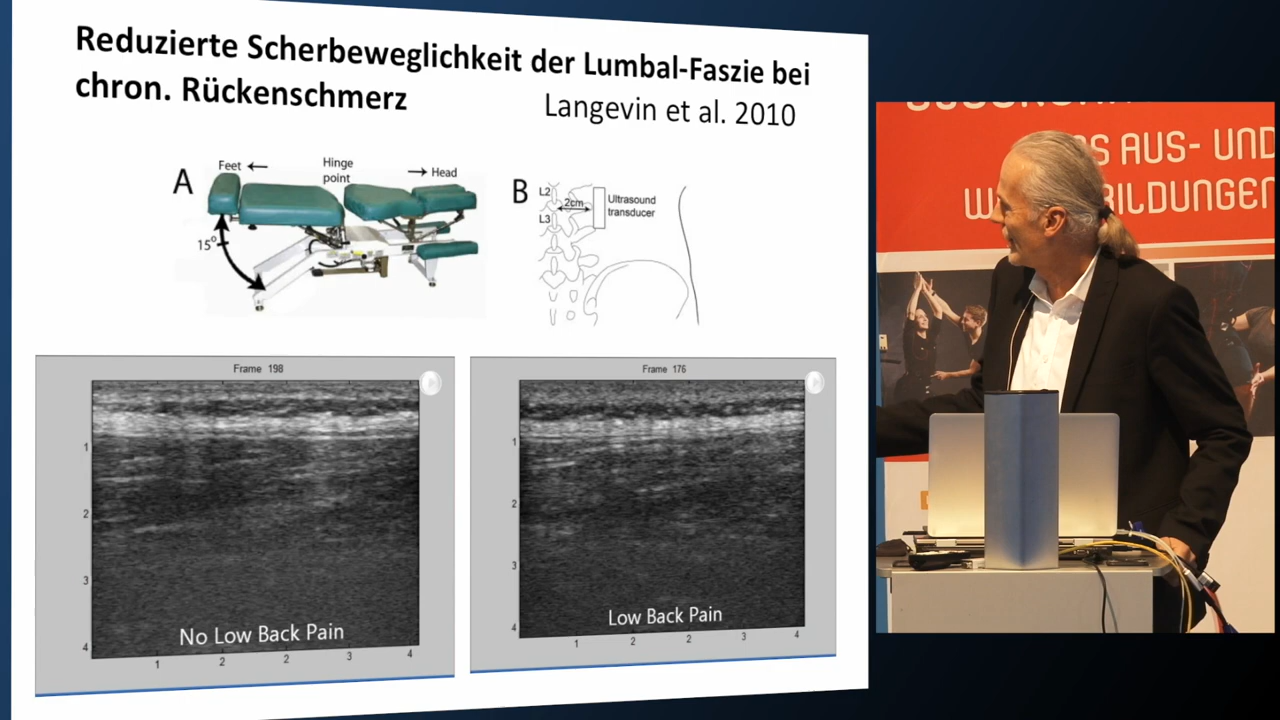 Reduzierte Scherbeweglichkeit der Lumbal-Faszie bei
chron. Rückenschmerz
Langevin et al. 2010
A
Feet
Hinge
point
Head
15°
B
L2
L3
2cm
Ultrasound
transducer
Frame 198
1
2
3
4
1
2
2
3
4
No Low Back Pain
Frame 176
1
2
3
4
1
2
2
3
4
Low Back Pain
AUS- UND
BILDUNGEN